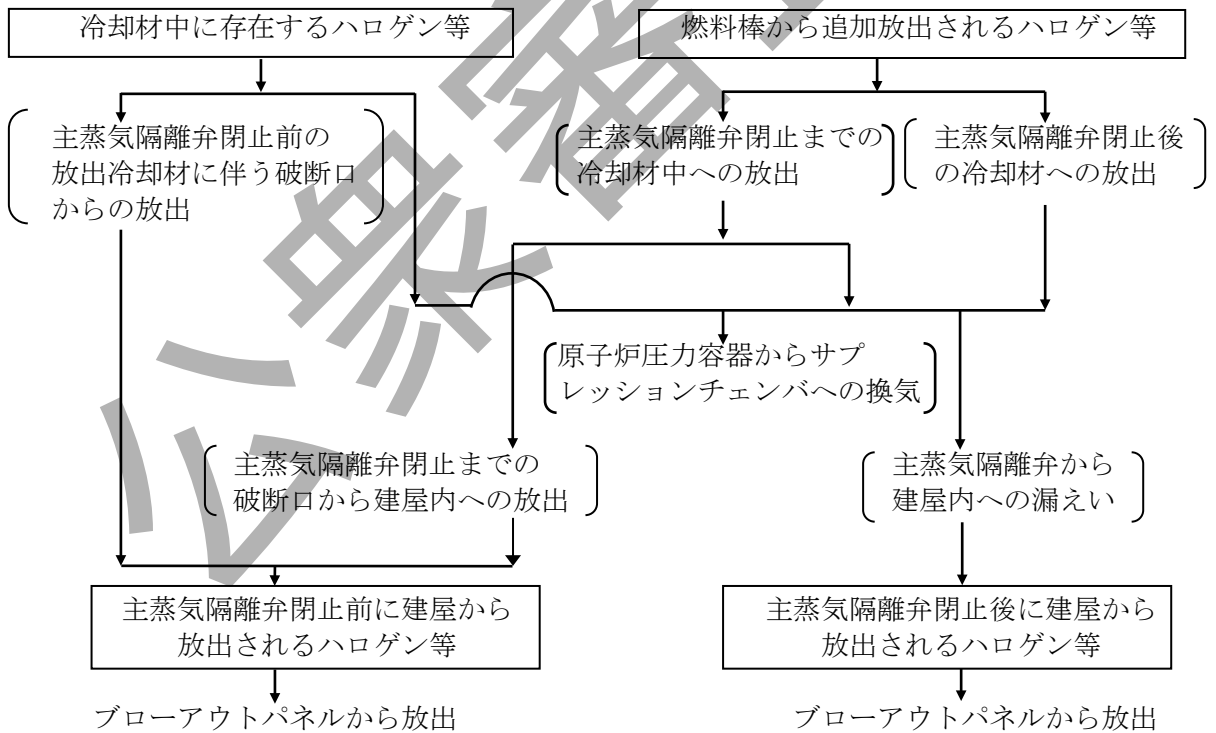 冷却材中に存在するハロゲン等
燃料棒から追加放出されるハロゲン等
主蒸気隔離弁閉止前の
放出冷却材に伴う破断口
からの放出
主蒸気隔離弁閉止までの
冷却材中への放出
主蒸気隔離弁閉止後
の冷却材への放出
原子炉圧力容器からサプ
レッションチェンバへの換気
主蒸気隔離弁閉止までの
破断口から建屋内への放出
主蒸気隔離弁から
建屋内への漏えい
主蒸気隔離弁閉止前に建屋から
放出されるハロゲン等
主蒸気隔離弁閉止後に建屋から
放出されるハロゲン等
ブローアウトパネルから放出
ブローアウトパネルから放出
公衆審